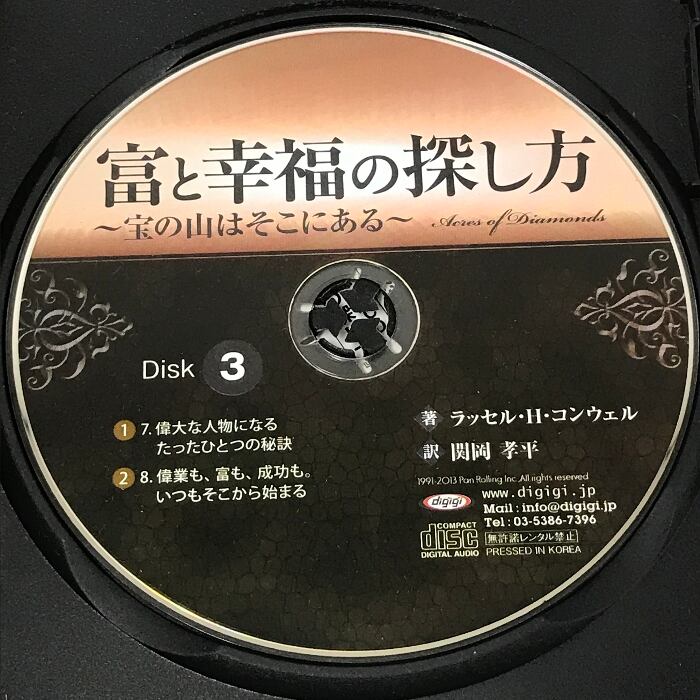 富と幸福の探し方
～宝の山はそこにある～ Acres of Diamonds
Disk 3
1 7. 偉大な人物になる
たったひとつの秘訣
2 8. 偉業も、富も、成功も。
いつもそこから始まる
著 ラッセル・H・コンウェル
訳 関岡 孝平
1991-2013 Pan Rolling Inc. All rights reserved
digigi www.digigi.jp
Mail : info@digigi.jp
Tel : 03-5386-7396
COMPACT disc DIGITAL AUDIO
無許諾レンタル禁止
PRESSED IN KOREA